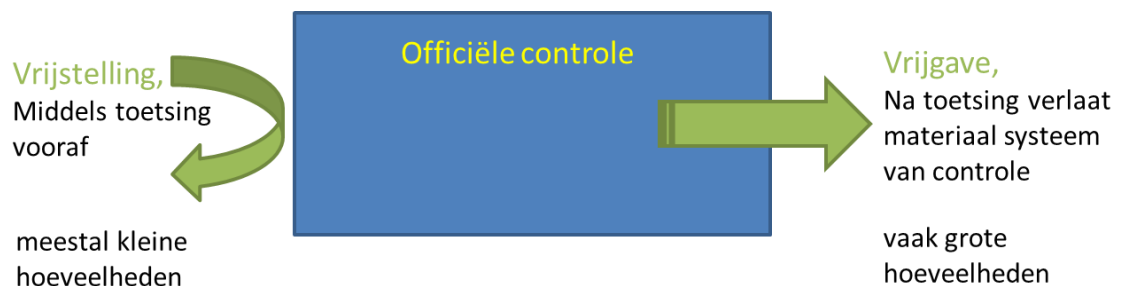 Officiële controle
Vrijstelling,
Middels toetsing
vooraf
meestal kleine
hoeveelheden
Vrijgave,
Na toetsing verlaat
materiaal systeem
van controle
vaak grote
hoeveelheden